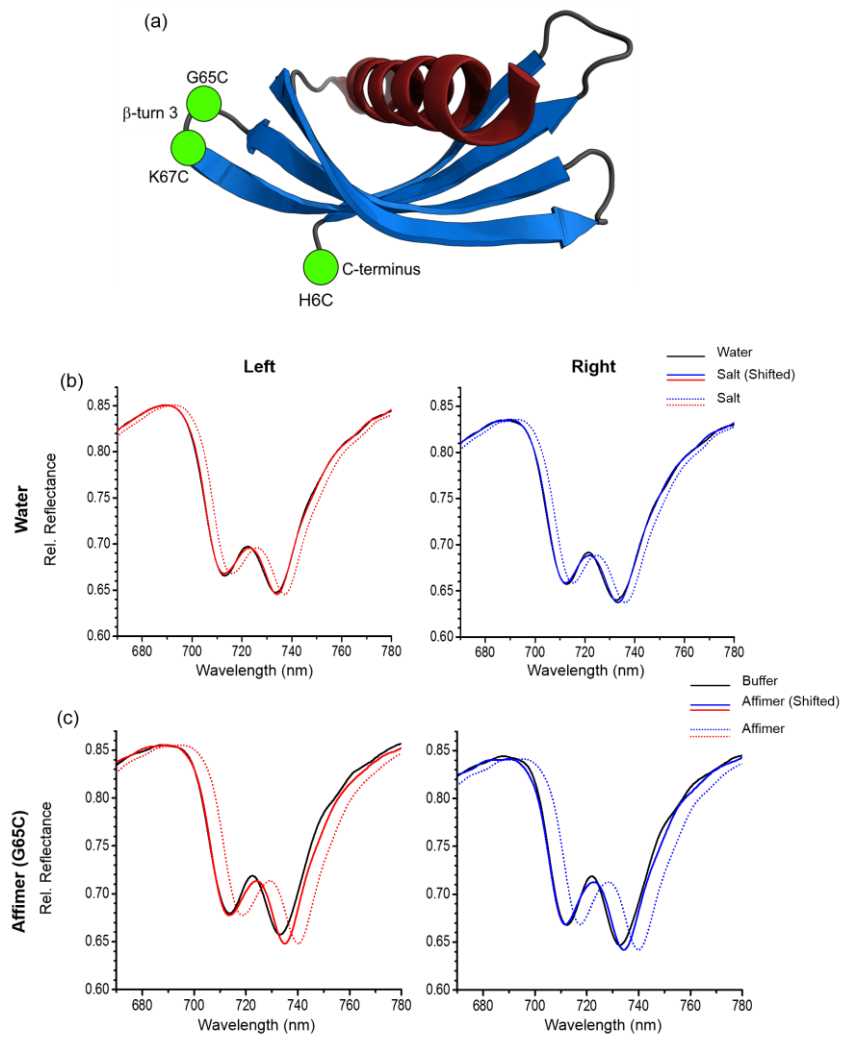 (a)
G65C
β-turn 3
K67C
C-terminus
H6C
Left
Right
Water
Salt (Shifted)
Salt
(b)
Water
Rel. Reflectance
0.85
0.80
0.75
0.70
0.65
0.60
680 700 720 740 760 780
Wavelength (nm)
0.85
0.80
0.75
0.70
0.65
0.60
680 700 720 740 760 780
Wavelength (nm)
Buffer
Affimer (Shifted)
Affimer
(c)
Affimer (G65C)
Rel. Reflectance
0.85
0.80
0.75
0.70
0.65
0.60
680 700 720 740 760 780
Wavelength (nm)
0.85
0.80
0.75
0.70
0.65
0.60
680 700 720 740 760 780
Wavelength (nm)